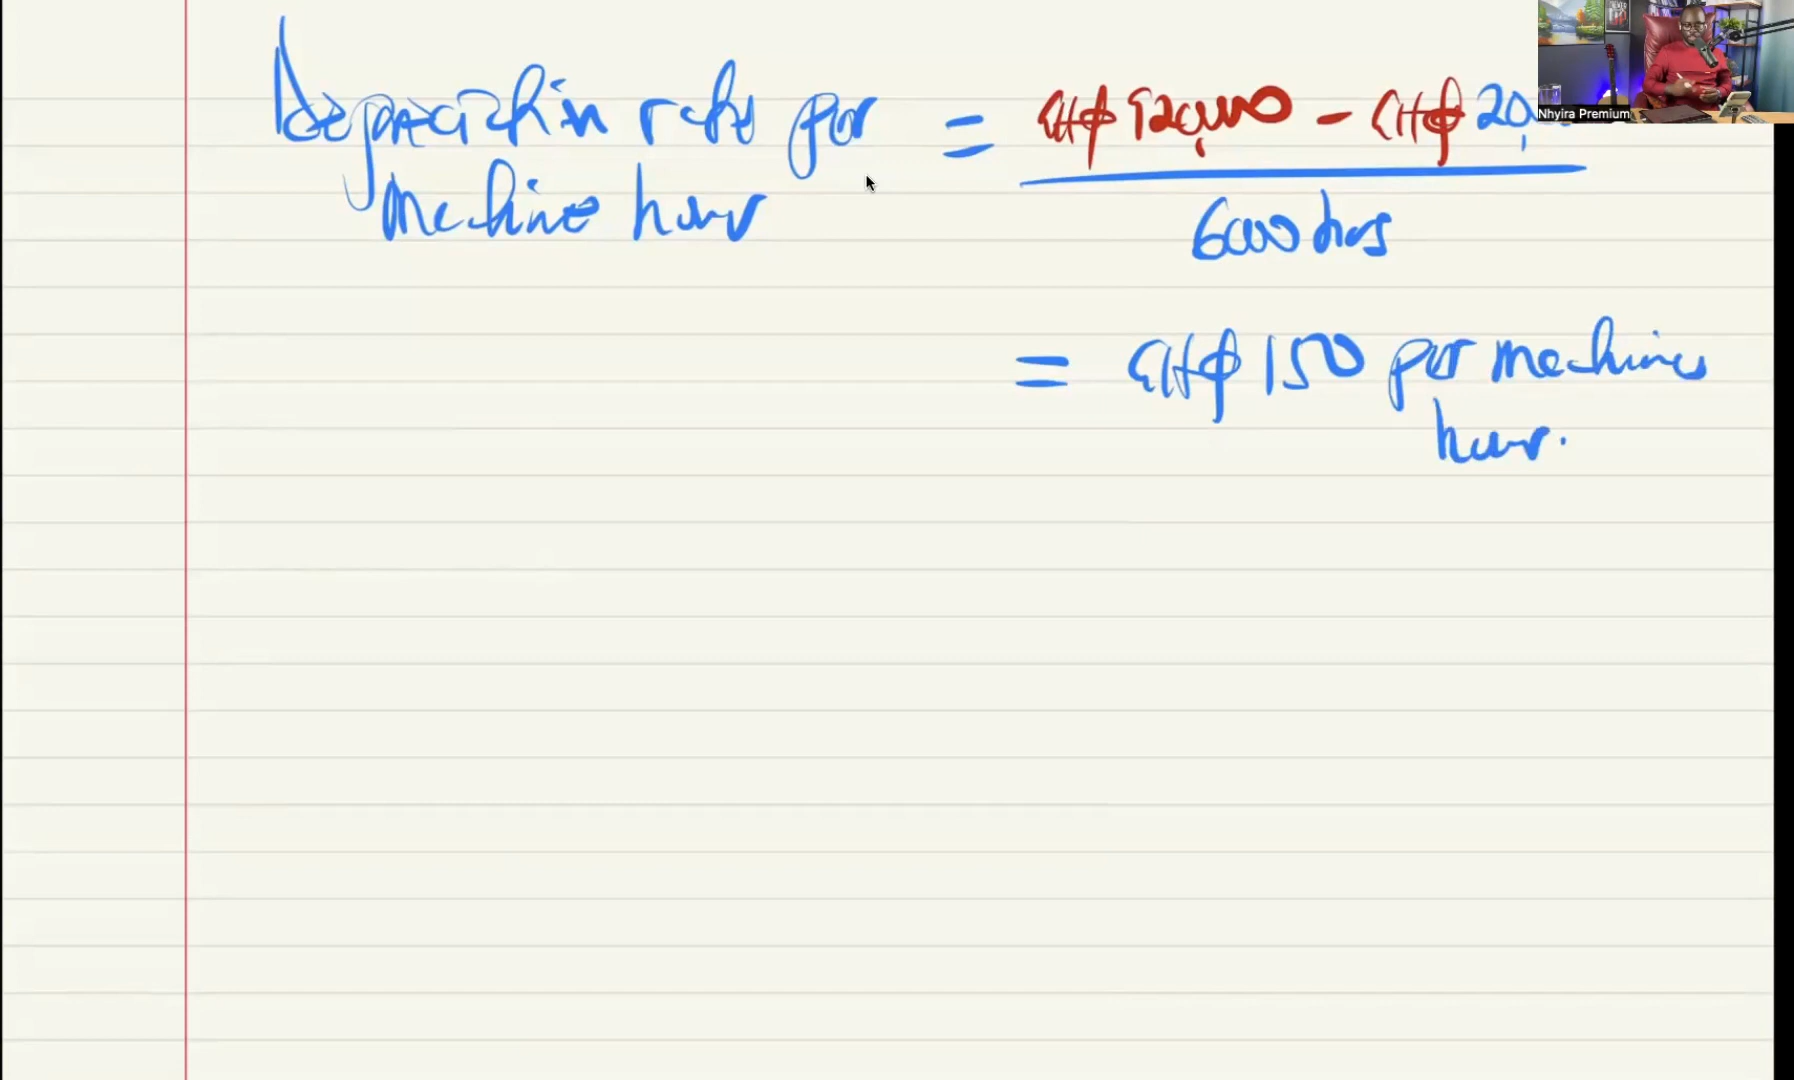 Depreciation rate per = GH¢ 920,000 - GH¢ 20,
machine hour
6000 hrs
= GH¢ 150 per machine
hour.
Nhyira Premium